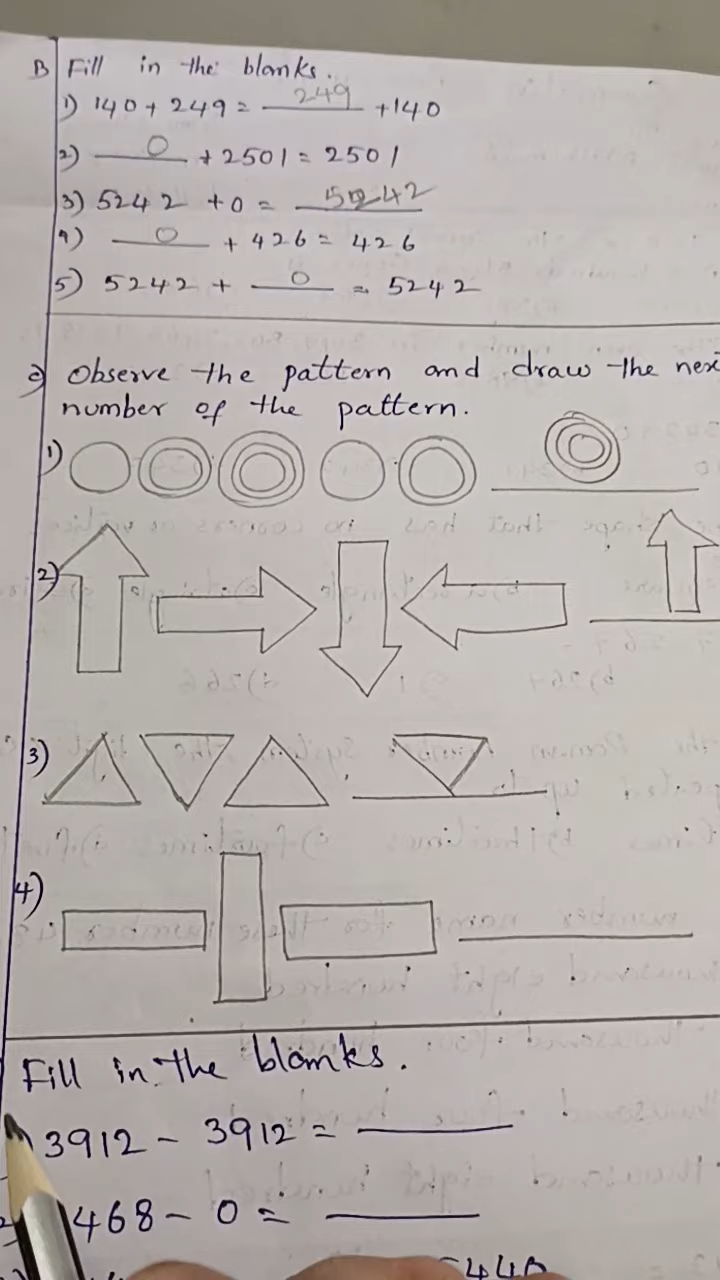 B Fill in the blanks.
1) 140 + 249 = 249 + 140
2) 0 + 2501 = 2501
3) 5242 + 0 = 5242
4) 0 + 426 = 426
5) 5242 + 0 = 5242
c) Observe the pattern and draw the nex
number of the pattern.
1)
2)
3)
4)
Fill in the blanks.
) 3912 - 3912 =
468 - 0 =